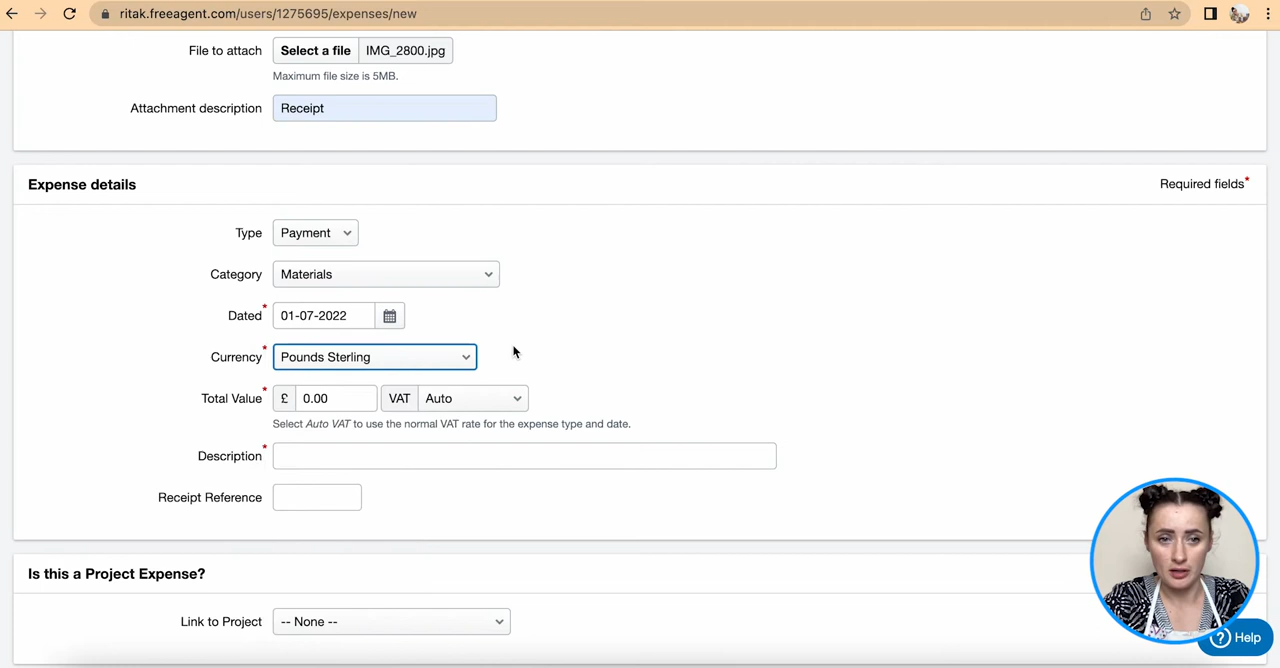 ritak.freeagent.com/users/1275695/expenses/new
File to attach Select a file IMG_2800.jpg
Maximum file size is 5MB.
Attachment description Receipt
Expense details Required fields*
Type Payment
Category Materials
Dated* 01-07-2022
Currency* Pounds Sterling
Total Value* £ 0.00 VAT Auto
Select Auto VAT to use the normal VAT rate for the expense type and date.
Description*
Receipt Reference
Is this a Project Expense?
Link to Project -- None --
? Help